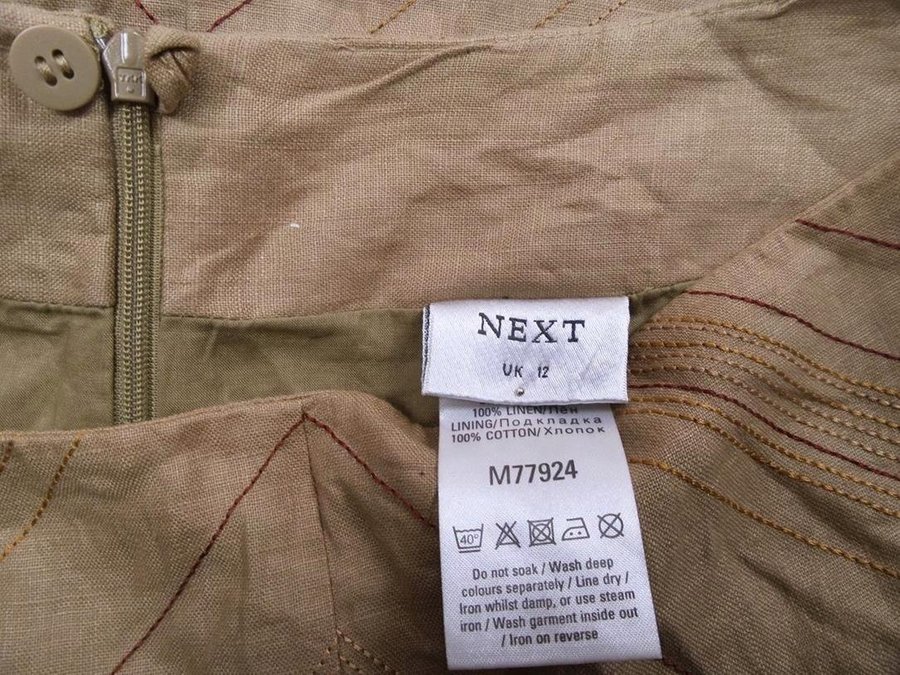 NEXT
UK 12
100% LINEN/Лён
LINING/Подкладка
100% COTTON/Хлопок
M77924
40°
Do not soak / Wash deep
colours separately / Line dry /
Iron whilst damp, or use steam
iron / Wash garment inside out
/ Iron on reverse